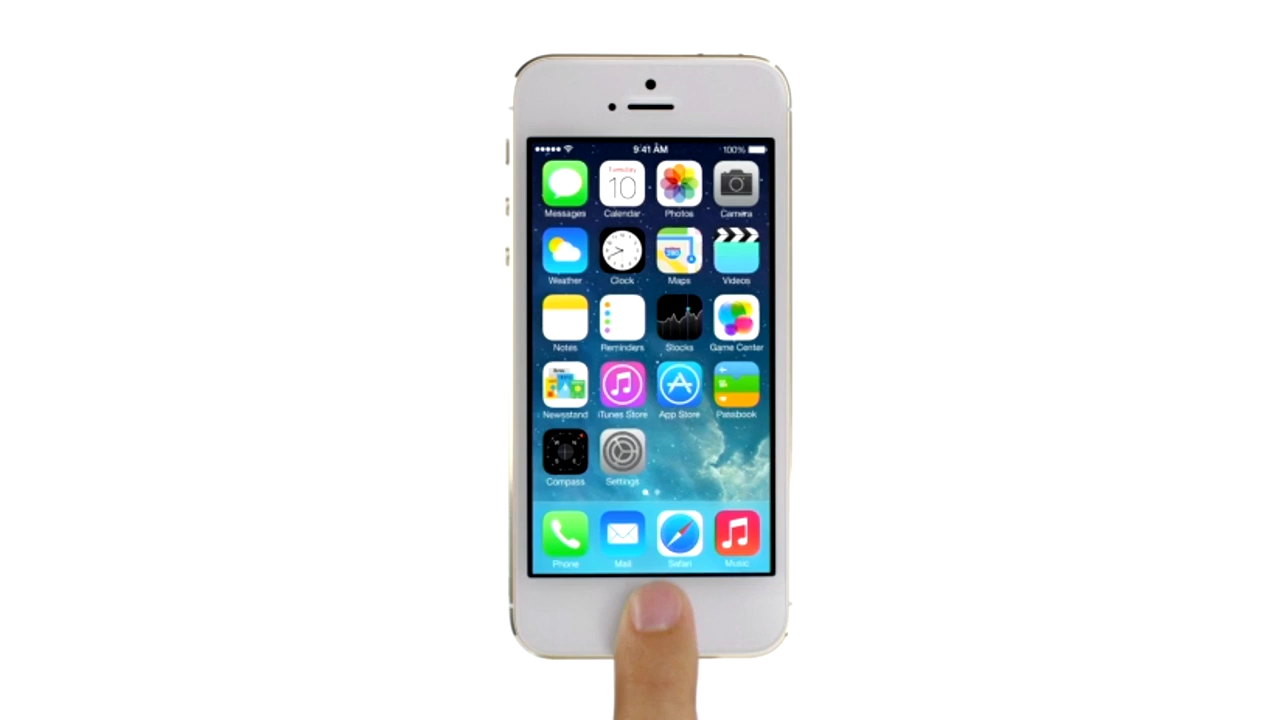 9:41 AM 100%
Tuesday
10
Messages Calendar Photos Camera
280
Weather Clock Maps Videos
Notes Reminders Stocks Game Center
Newsstand iTunes Store App Store Passbook
Compass Settings
Phone Mail Safari Music